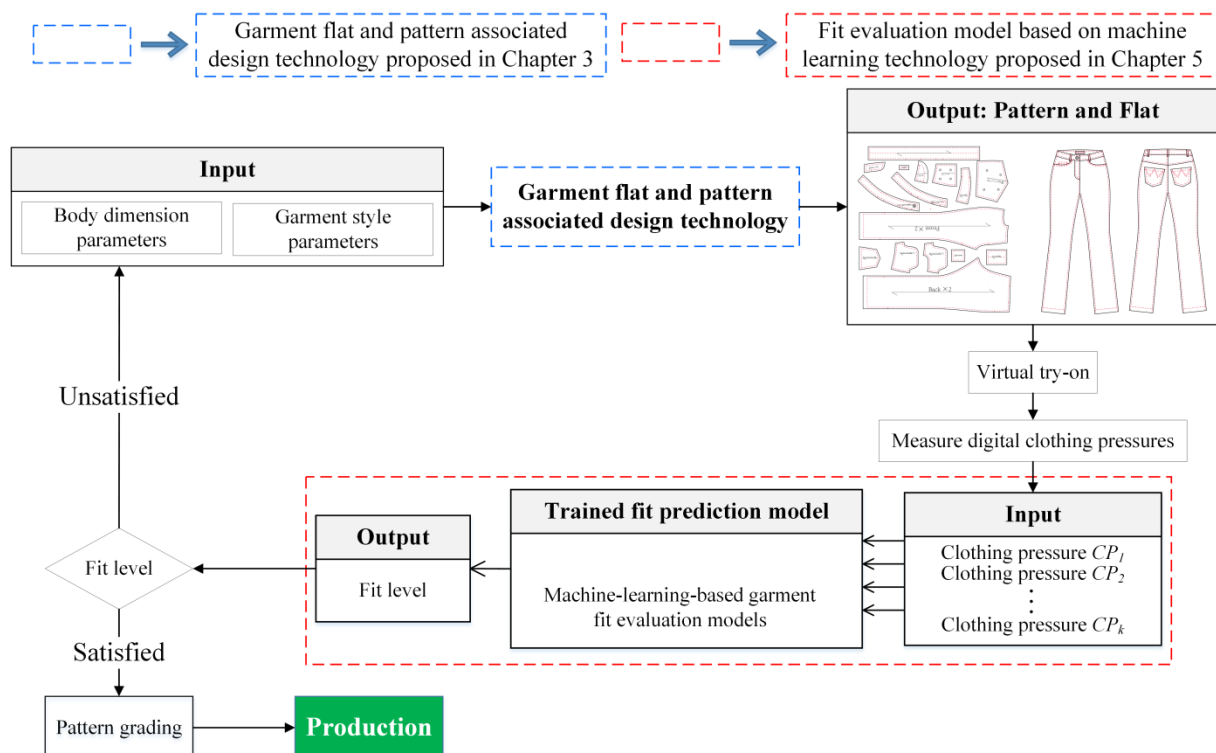 Garment flat and pattern associated
design technology proposed in Chapter 3
Fit evaluation model based on machine
learning technology proposed in Chapter 5
Output: Pattern and Flat
Input
Body dimension
parameters
Garment style
parameters
Garment flat and pattern
associated design technology
Front ×2
Back ×2
Virtual try-on
Measure digital clothing pressures
Unsatisfied
Trained fit prediction model
Input
Output
Clothing pressure CP1
Clothing pressure CP2
⋮
Clothing pressure CPk
Machine-learning-based garment
fit evaluation models
Fit level
Fit level
Satisfied
Pattern grading
Production